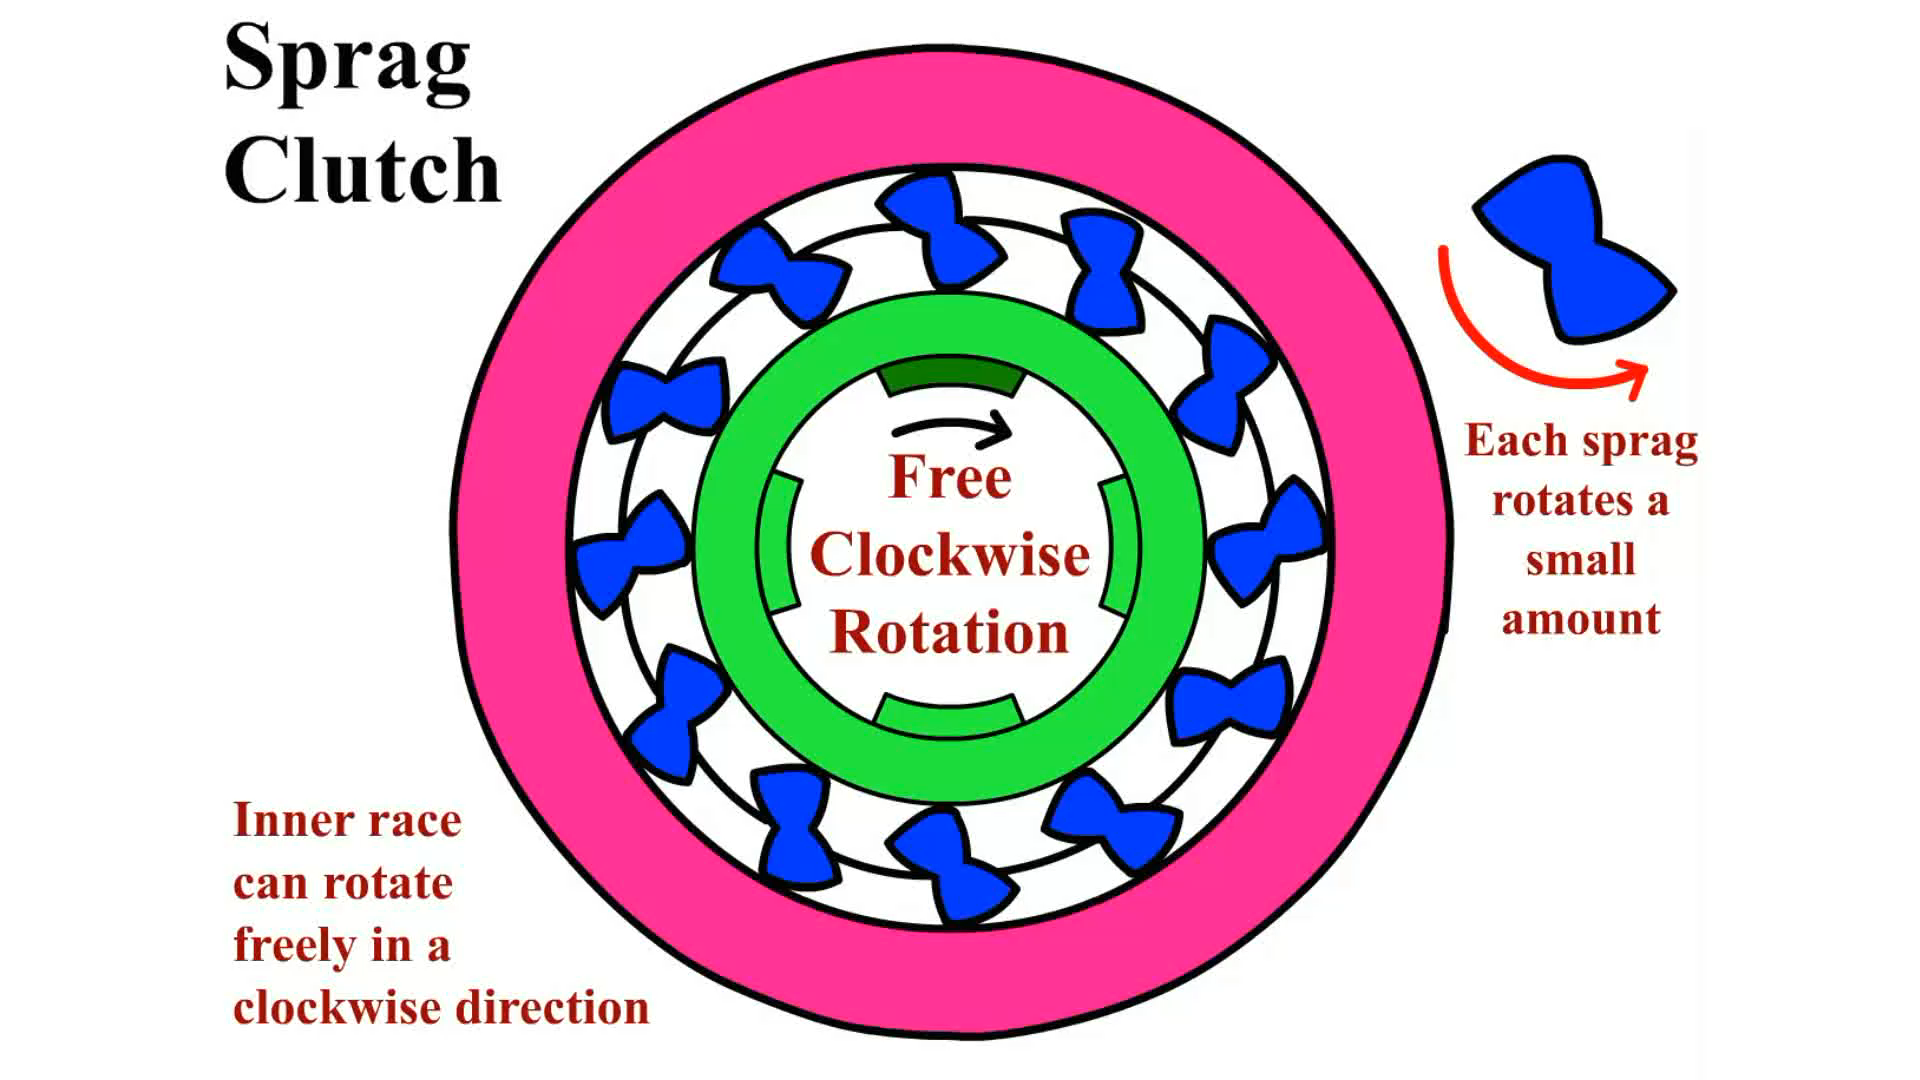 Sprag
Clutch
Free
Clockwise
Rotation
Each sprag
rotates a
small
amount
Inner race
can rotate
freely in a
clockwise direction